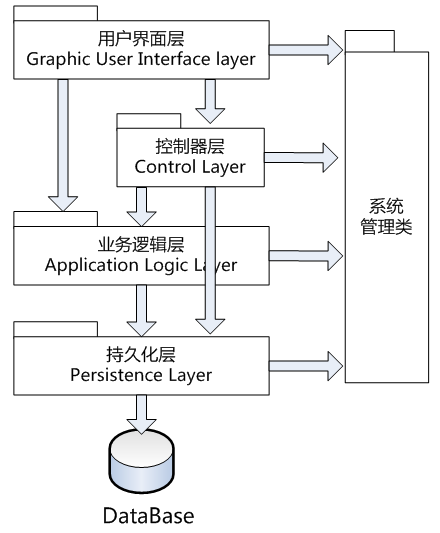 用户界面层
Graphic User Interface layer
控制器层
Control Layer
系统
管理类
业务逻辑层
Application Logic Layer
持久化层
Persistence Layer
DataBase